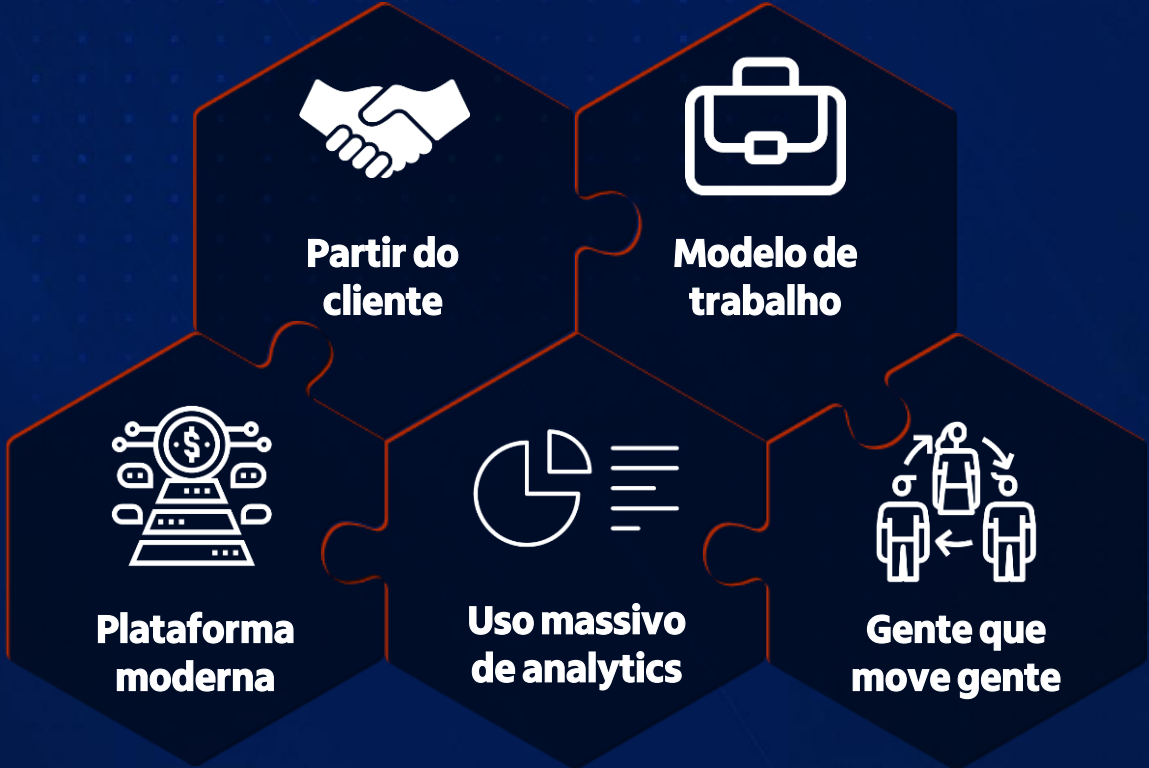 Partir do
cliente
Modelo de
trabalho
$
Plataforma
moderna
Uso massivo
de analytics
Gente que
move gente